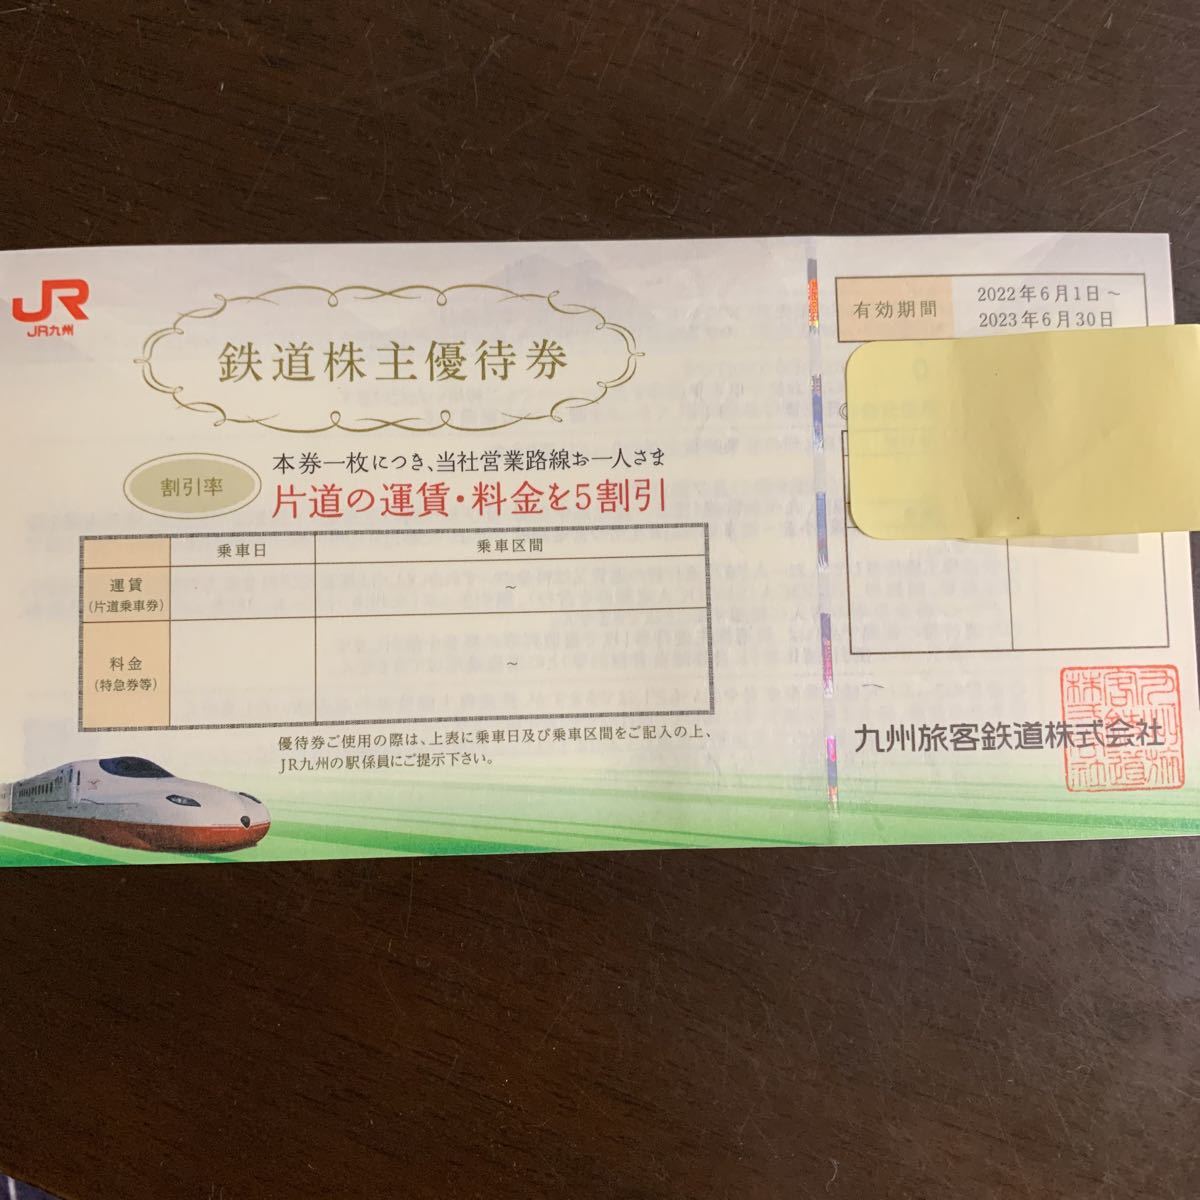 JR
JR九州
鉄道株主優待券
割引率
本券一枚につき、当社営業路線お一人さま
片道の運賃・料金を5割引
乗車日 乗車区間
運賃
(片道乗車券)
～
料金
(特急券等)
～
優待券ご使用の際は、上表に乗車日及び乗車区間をご記入の上、
JR九州の駅係員にご提示下さい。
有効期間
2022年6月1日～
2023年6月30日
九州旅客鉄道株式会社